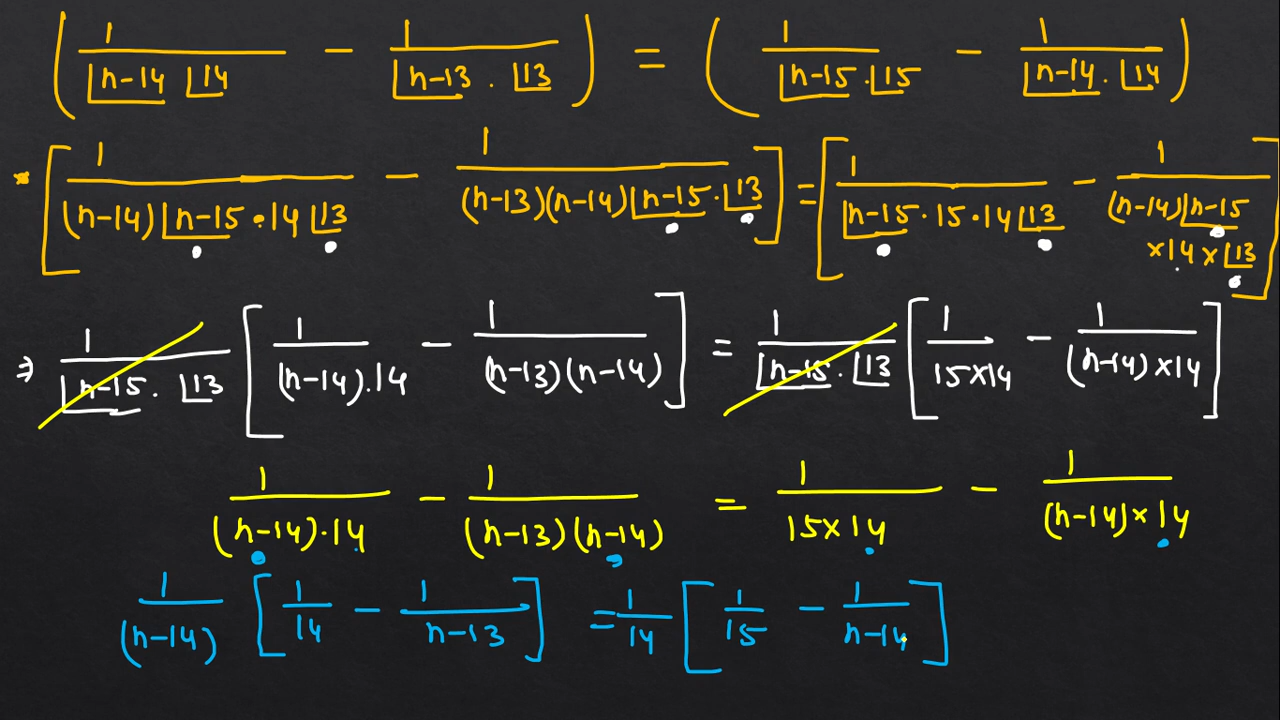 ( 1/(⌊n-14 ⌊14) - 1/(⌊n-13 . ⌊13) ) = ( 1/(⌊n-15 . ⌊15) - 1/(⌊n-14 . ⌊14) )
* [ 1/((n-14)⌊n-15 . 14⌊13) - 1/((n-13)(n-14)⌊n-15 . ⌊13) ] = [ 1/(⌊n-15 . 15 . 14⌊13) - 1/((n-14)⌊n-15 ×14×⌊13) ]
⇒ 1/(⌊n-15 . ⌊13) [ 1/((n-14).14) - 1/((n-13)(n-14)) ] = 1/(⌊n-15 . ⌊13) [ 1/(15×14) - 1/((n-14)×14) ]
1/((n-14).14) - 1/((n-13)(n-14)) = 1/(15×14) - 1/((n-14)×14)
1/(n-14) [ 1/14 - 1/(n-13) ] = 1/14 [ 1/15 - 1/(n-14) ]